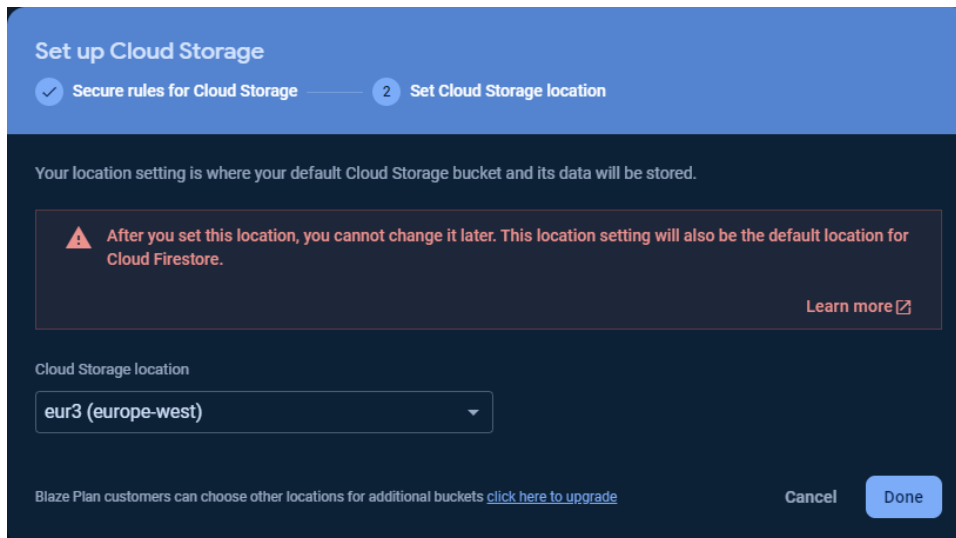 Set up Cloud Storage
Secure rules for Cloud Storage 2 Set Cloud Storage location
Your location setting is where your default Cloud Storage bucket and its data will be stored.
After you set this location, you cannot change it later. This location setting will also be the default location for
Cloud Firestore.
Learn more
Cloud Storage location
eur3 (europe-west)
Blaze Plan customers can choose other locations for additional buckets click here to upgrade Cancel Done